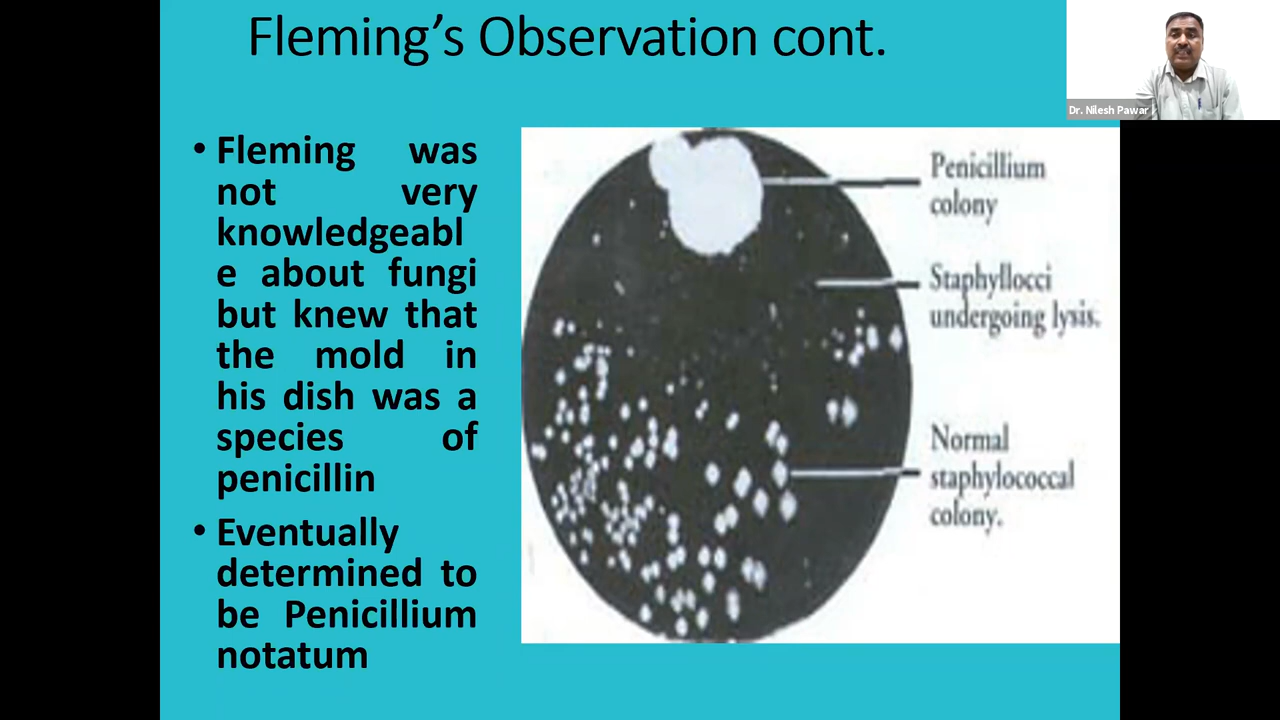 Fleming's Observation cont.
Dr. Nilesh Pawar
• Fleming was
not very
knowledgeabl
e about fungi
but knew that
the mold in
his dish was a
species of
penicillin
• Eventually
determined to
be Penicillium
notatum
Penicillium
colony
Staphyllocci
undergoing lysis.
Normal
staphylococcal
colony.